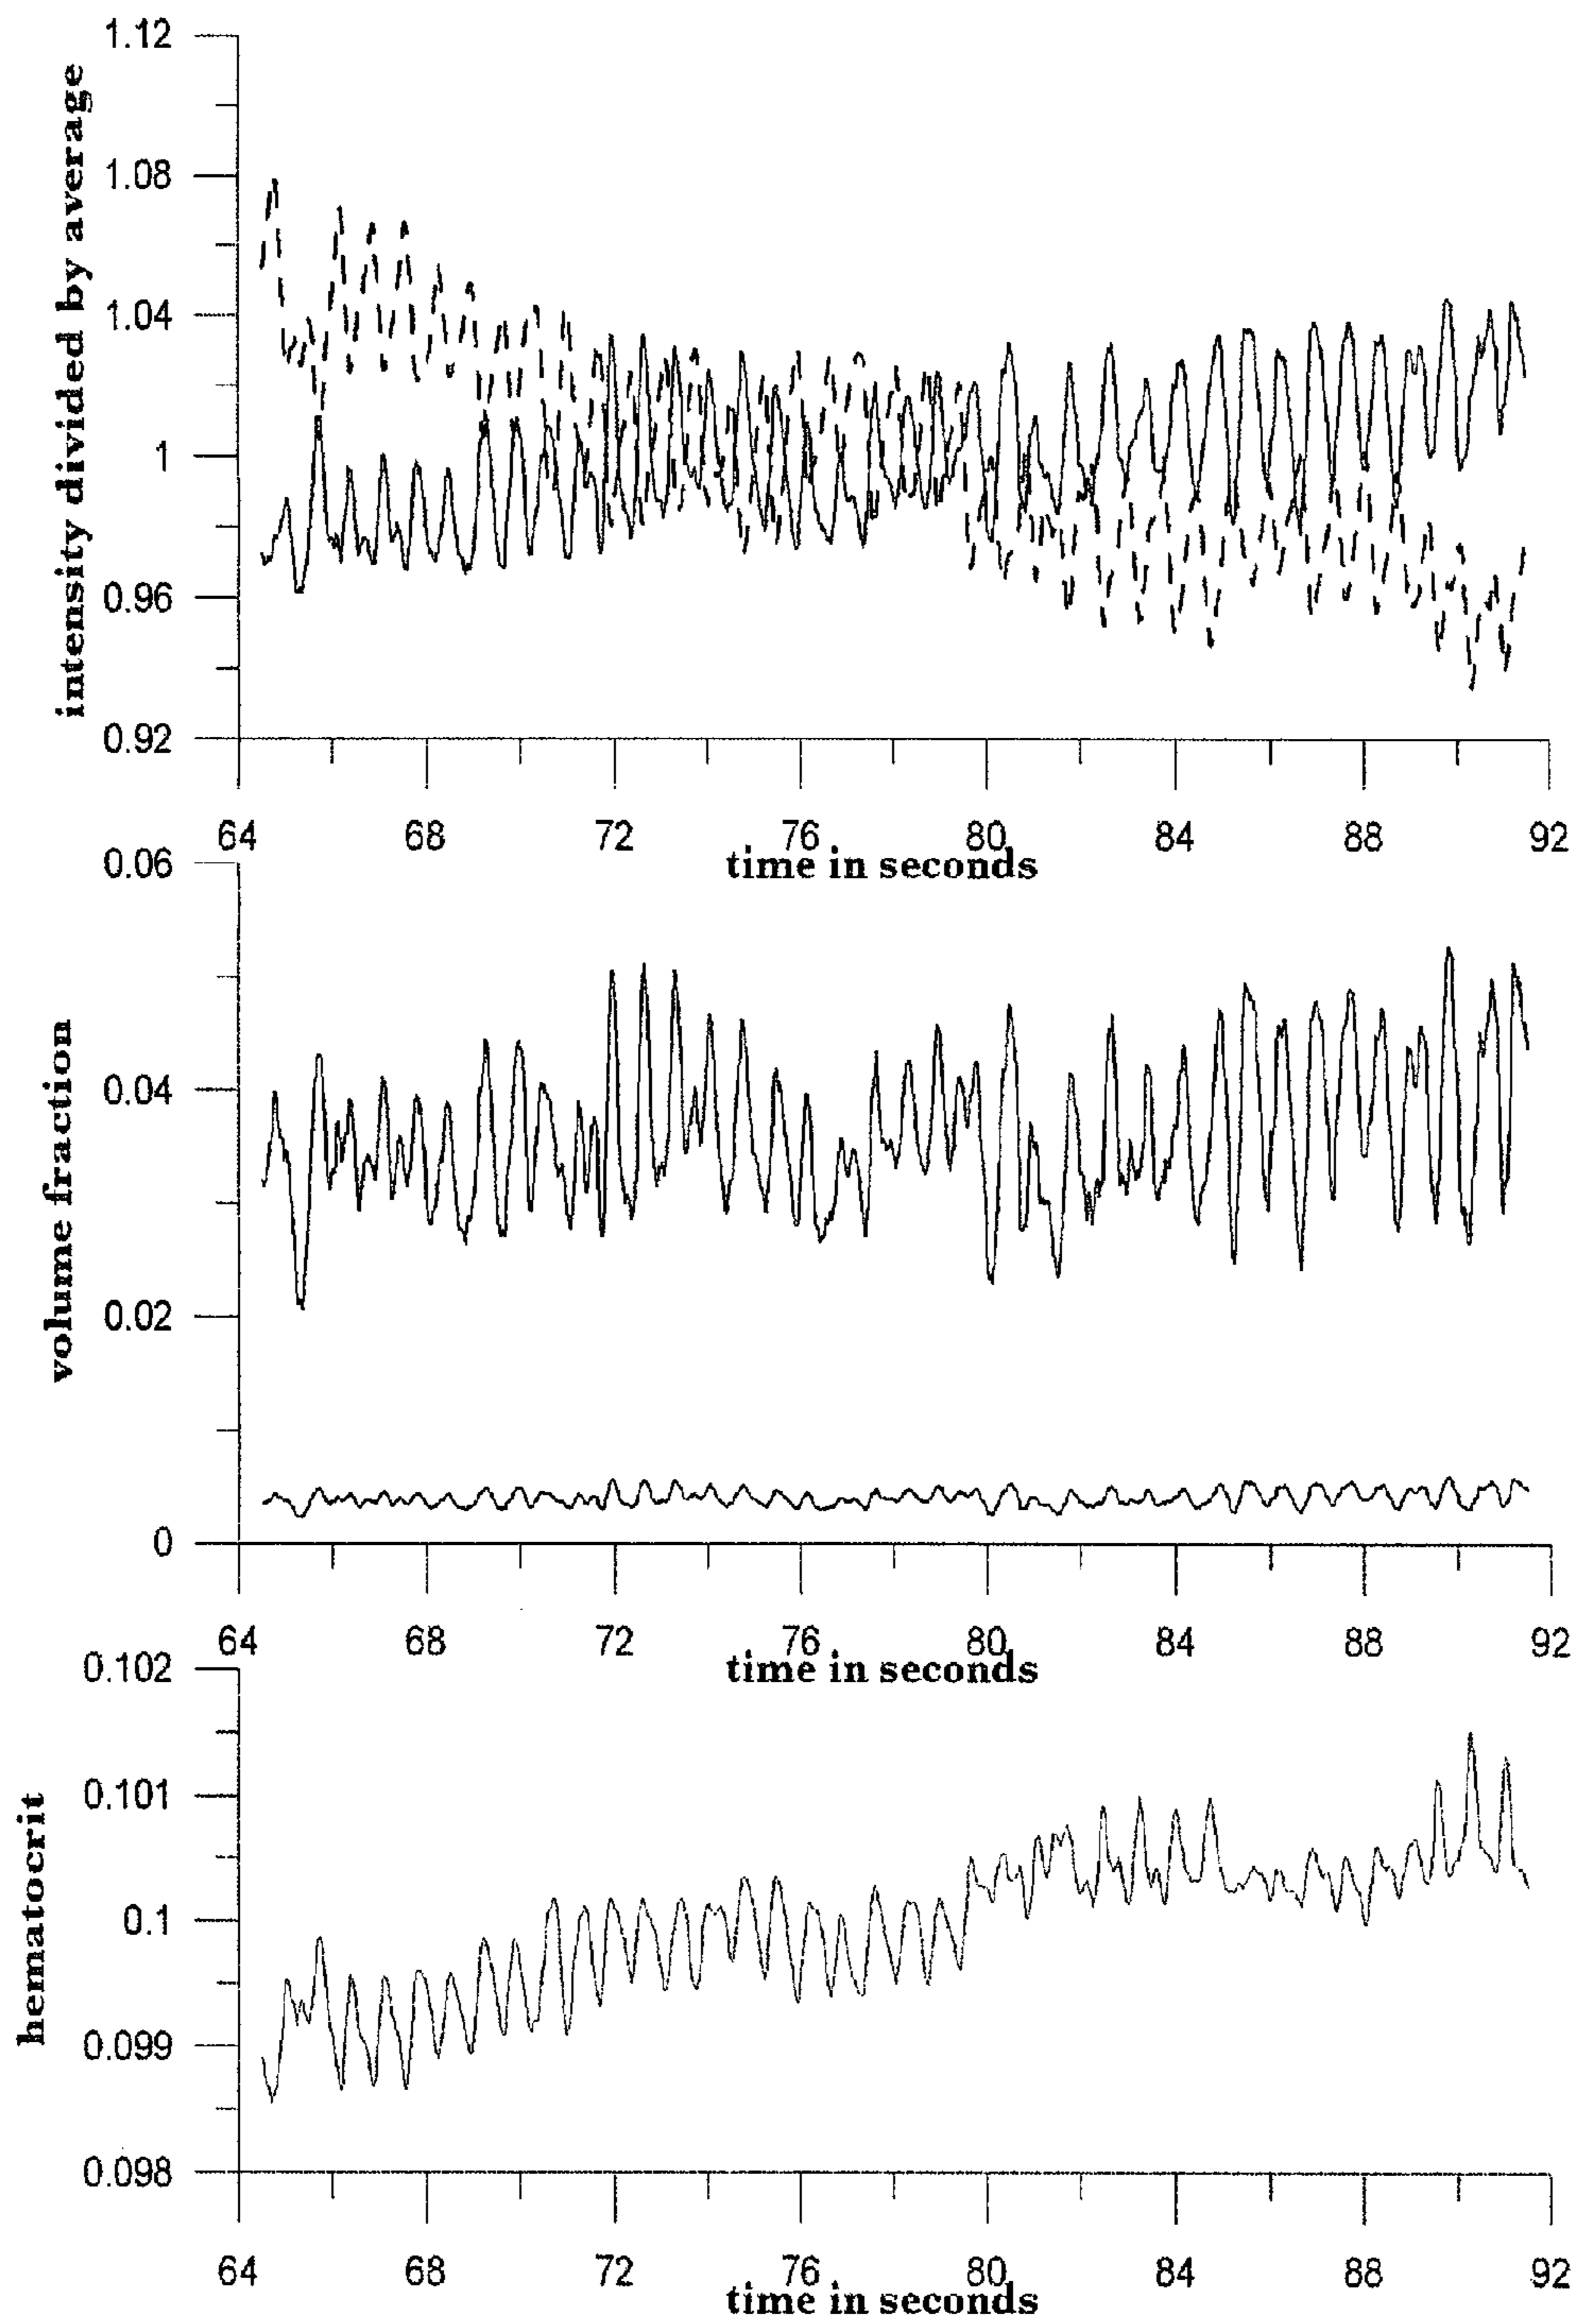 intensity divided by average
1.12
1.08
1.04
1
0.96
0.92
64 68 72 76 80 84 88 92
time in seconds
volume fraction
0.06
0.04
0.02
0
64 68 72 76 80 84 88 92
time in seconds
hematocrit
0.102
0.101
0.1
0.099
0.098
64 68 72 76 80 84 88 92
time in seconds